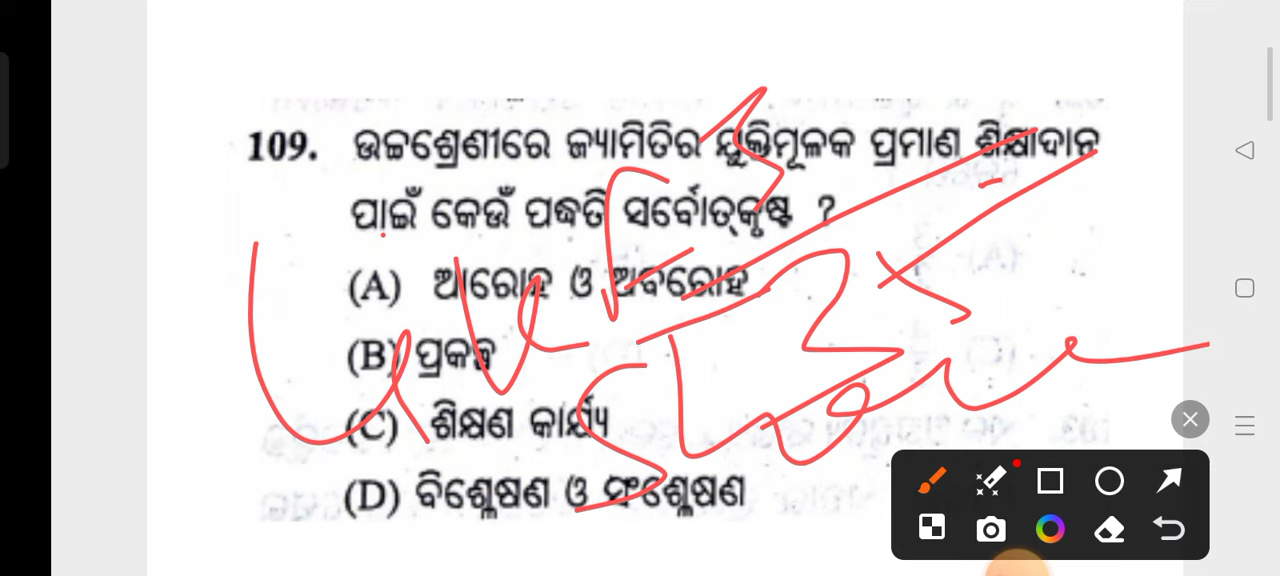 109. ଉଚ୍ଚଶ୍ରେଣୀରେ ଜ୍ୟାମିତିର ଯୁକ୍ତିମୂଳକ ପ୍ରମାଣ ଶିକ୍ଷାଦାନ
ପାଇଁ କେଉଁ ପଦ୍ଧତି ସର୍ବୋତ୍କୃଷ୍ଟ ?
(A) ଆରୋହ ଓ ଅବରୋହ
(B) ପ୍ରକଳ୍ପ
(C) ଶିକ୍ଷଣ କାର୍ଯ୍ୟ
(D) ବିଶ୍ଳେଷଣ ଓ ସଂଶ୍ଳେଷଣ